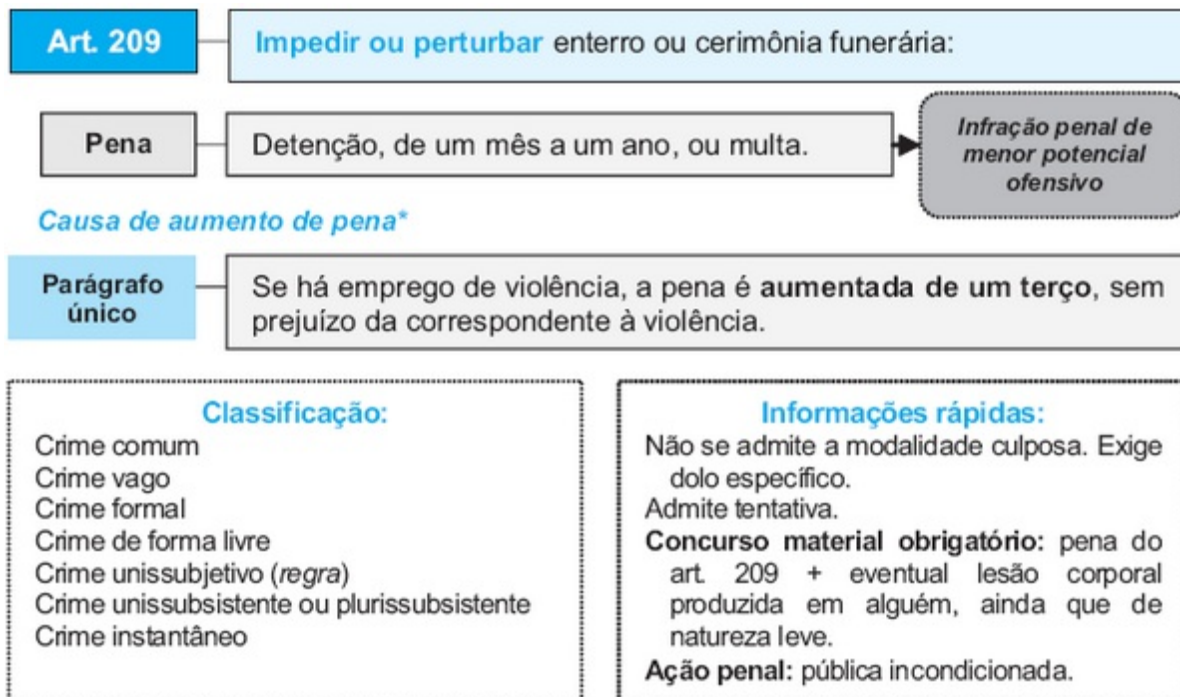 Art. 209
Impedir ou perturbar enterro ou cerimônia funerária:
Pena
Detenção, de um mês a um ano, ou multa.
Infração penal de
menor potencial
ofensivo
Causa de aumento de pena*
Parágrafo
único
Se há emprego de violência, a pena é aumentada de um terço, sem
prejuízo da correspondente à violência.
Classificação:
Crime comum
Crime vago
Crime formal
Crime de forma livre
Crime unissubjetivo (regra)
Crime unissubsistente ou plurissubsistente
Crime instantâneo
Informações rápidas:
Não se admite a modalidade culposa. Exige
dolo específico.
Admite tentativa.
Concurso material obrigatório: pena do
art. 209 + eventual lesão corporal
produzida em alguém, ainda que de
natureza leve.
Ação penal: pública incondicionada.